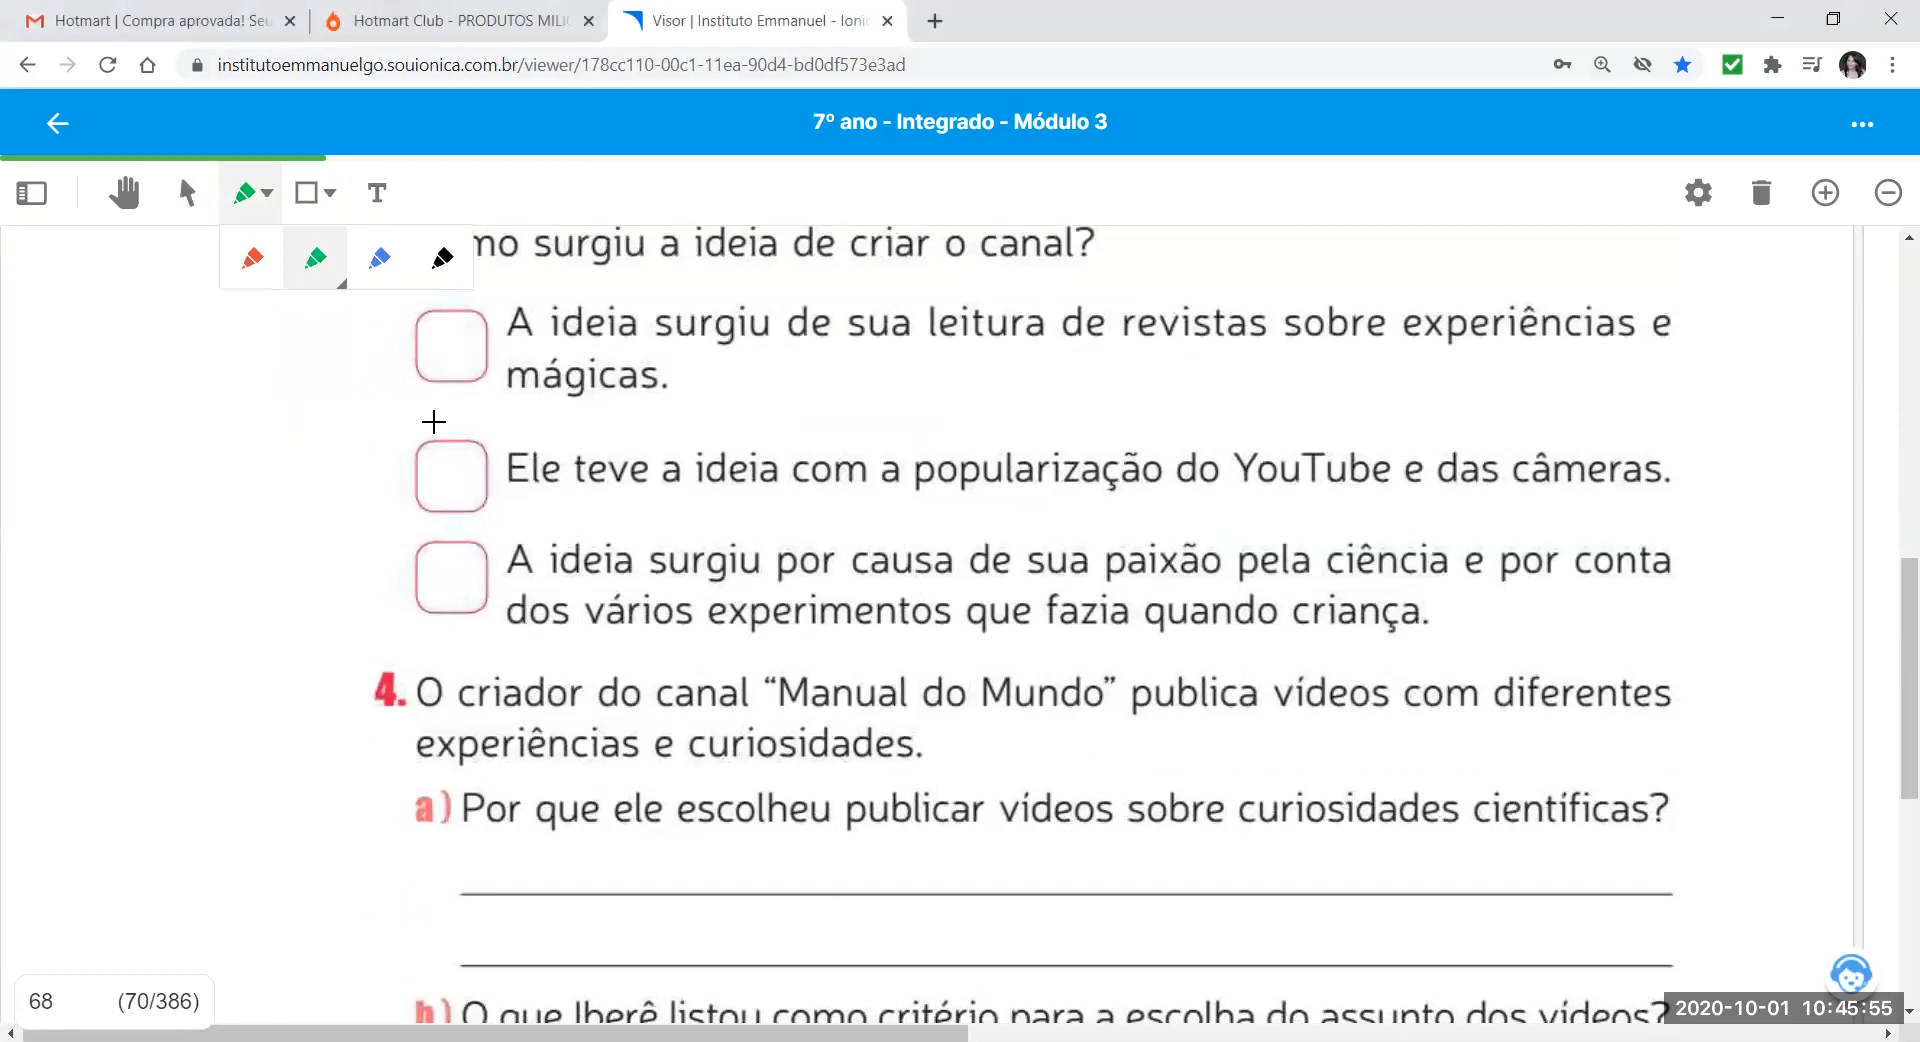 Hotmart | Compra aprovada! Seu
Hotmart Club - PRODUTOS MILI
Visor | Instituto Emmanuel - Ionic
institutoemmanuelgo.souionica.com.br/viewer/178cc110-00c1-11ea-90d4-bd0df573e3ad
7º ano - Integrado - Módulo 3
T
mo surgiu a ideia de criar o canal?
A ideia surgiu de sua leitura de revistas sobre experiências e
mágicas.
Ele teve a ideia com a popularização do YouTube e das câmeras.
A ideia surgiu por causa de sua paixão pela ciência e por conta
dos vários experimentos que fazia quando criança.
4. O criador do canal “Manual do Mundo” publica vídeos com diferentes
experiências e curiosidades.
a) Por que ele escolheu publicar vídeos sobre curiosidades científicas?
b) O que Iberê listou como critério para a escolha do assunto dos vídeos?
68 (70/386)
2020-10-01 10:45:55